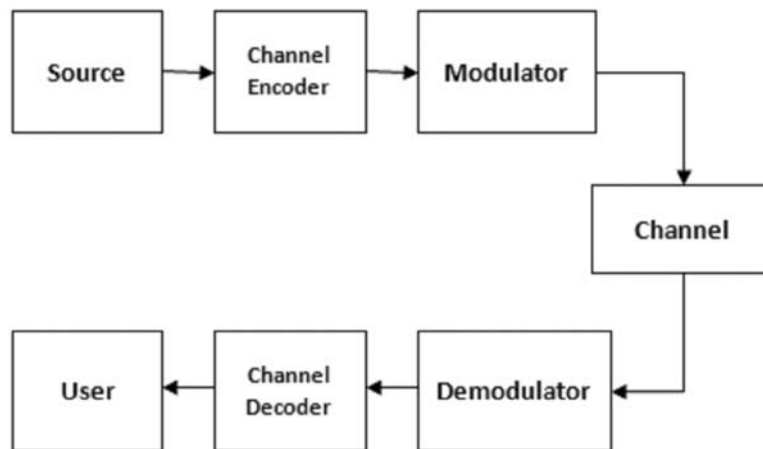 Source
Channel
Encoder
Modulator
Channel
User
Channel
Decoder
Demodulator